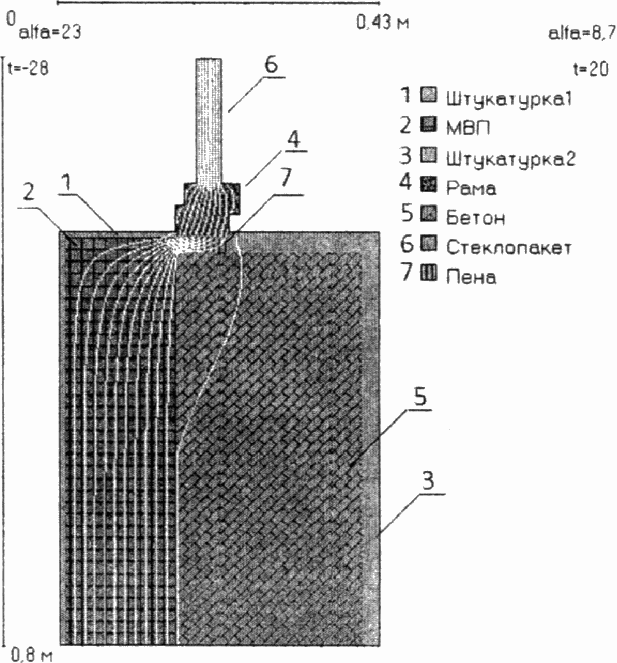 0
0,43 м
alfa=23
alfa=8,7
t=-28
t=20
6
1 Штукатурка1
4
2 МВП
7
3 Штукатурка2
1
4 Рама
2
5 Бетон
6 Стеклопакет
7 Пена
5
3
0,8 м